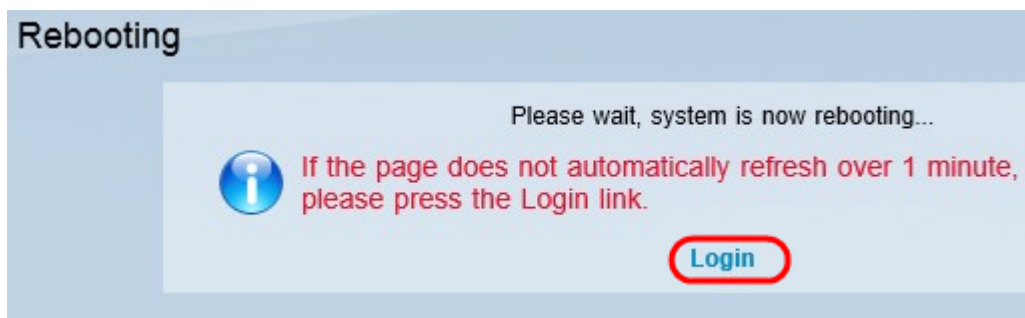 Rebooting
Please wait, system is now rebooting...
If the page does not automatically refresh over 1 minute,
please press the Login link.
Login